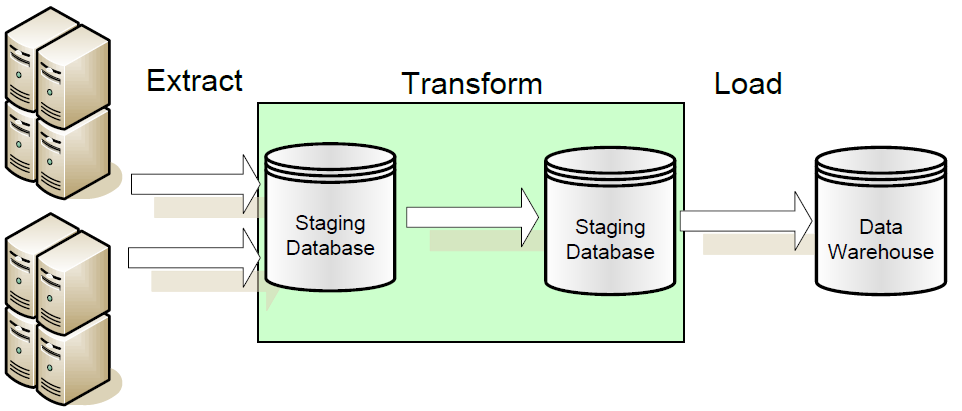 Extract
Transform
Load
Staging
Database
Staging
Database
Data
Warehouse